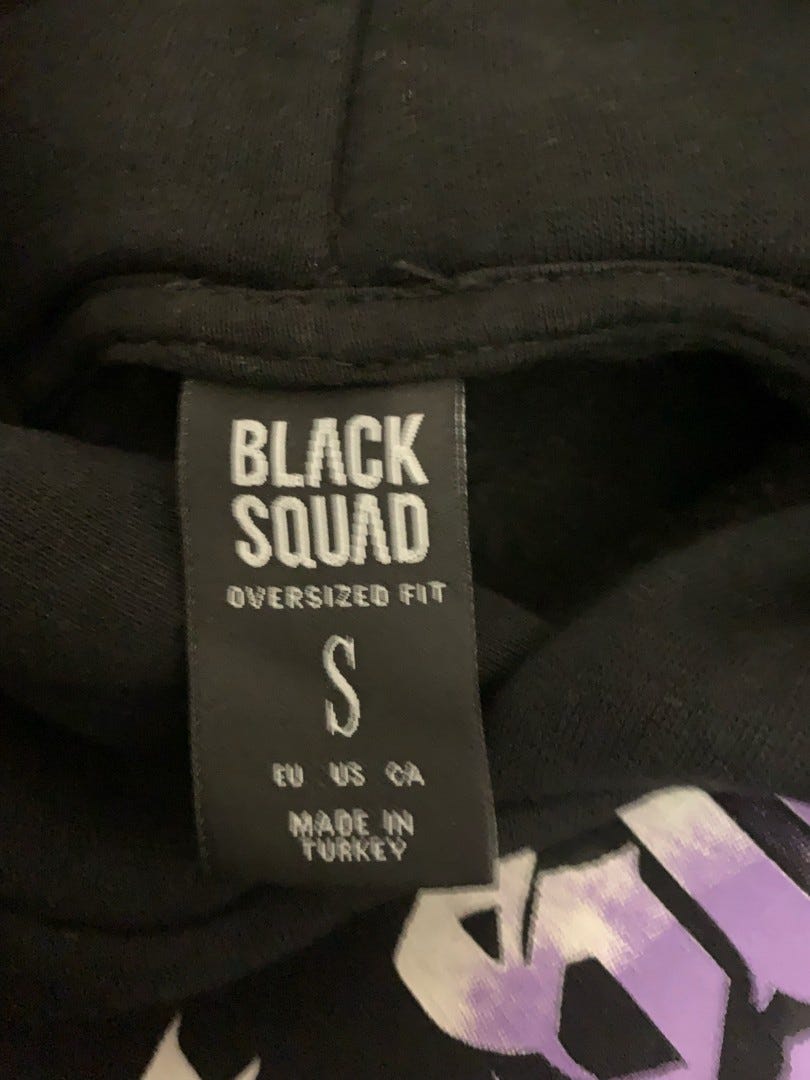 BLACK
SQUAD
OVERSIZED FIT
S
EU US CA
MADE IN
TURKEY